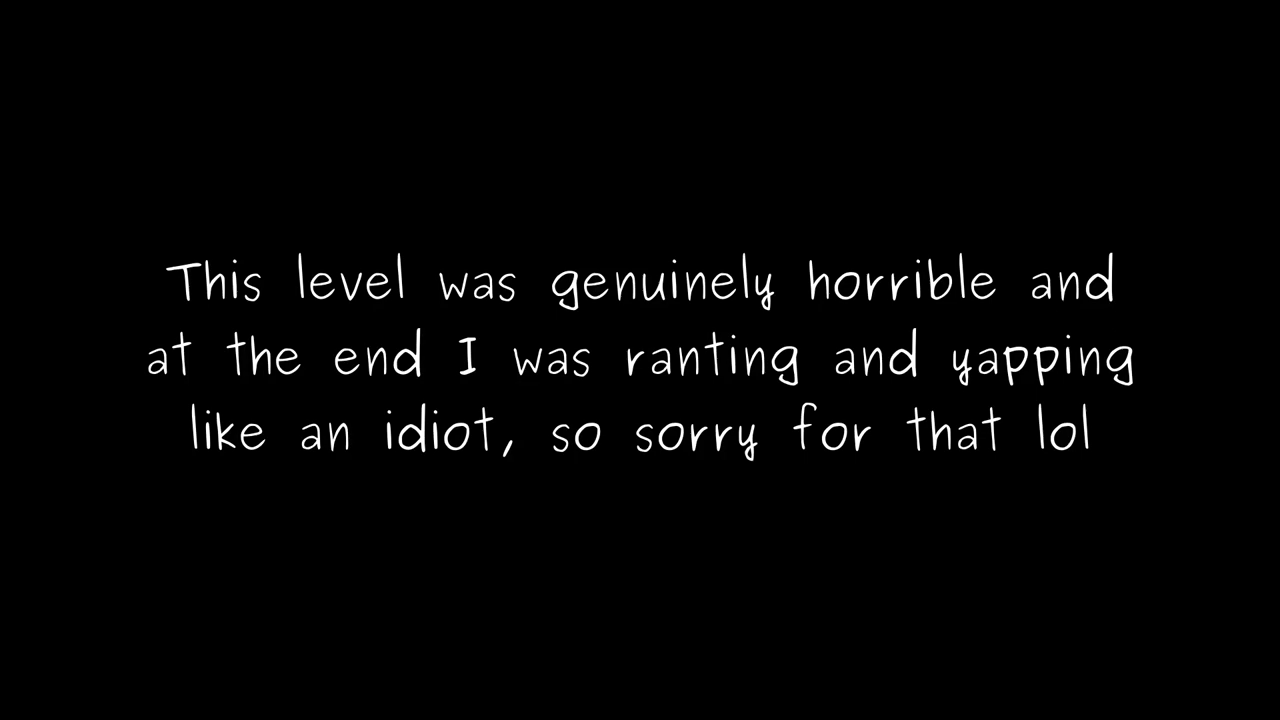 This level was genuinely horrible and
at the end I was ranting and yapping
like an idiot, so sorry for that lol